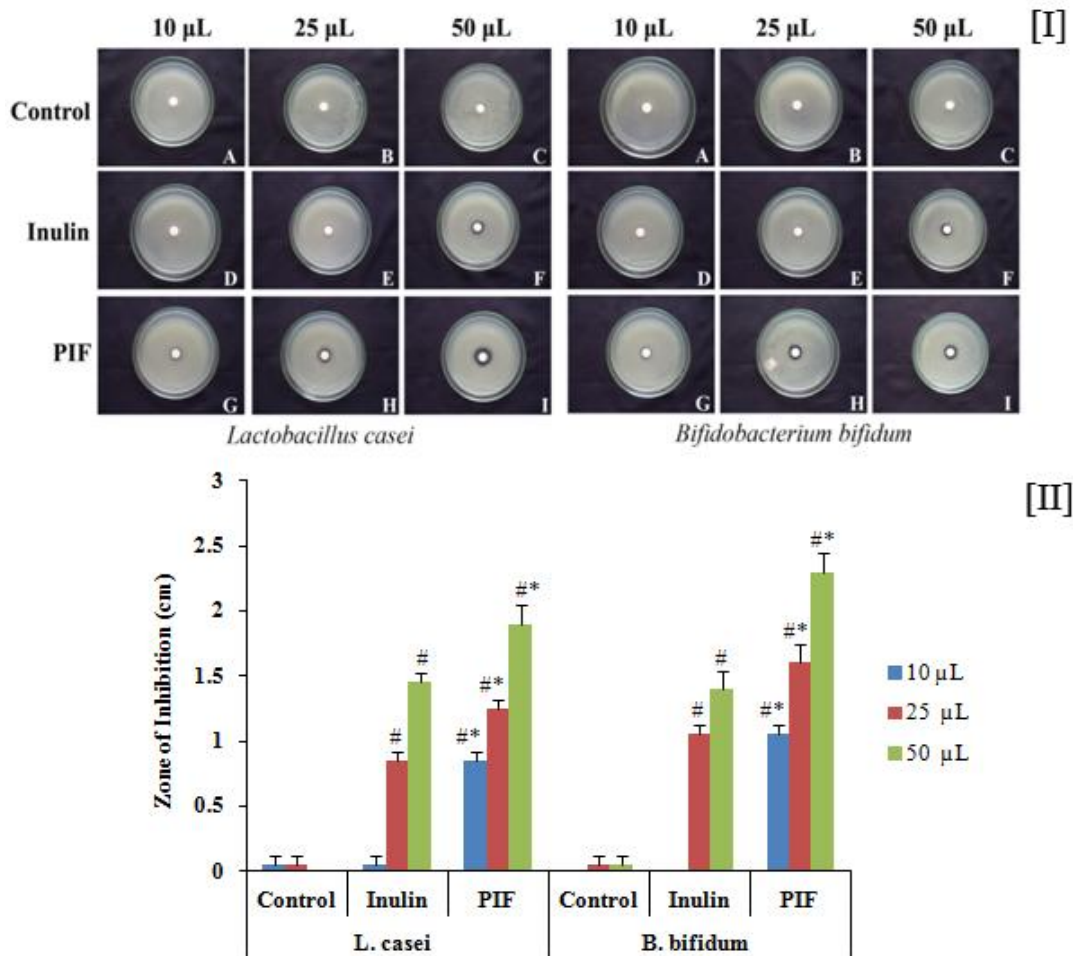 10 µL 25 µL 50 µL 10 µL 25 µL 50 µL [I]
Control A B C A B C
Inulin D E F D E F
PIF G H I G H I
Lactobacillus casei Bifidobacterium bifidum
[II]
Zone of Inhibition (cm)
3
2.5
2
1.5
1
0.5
0
# #
#* #* #*
# #
#* #* #*
10 µL
25 µL
50 µL
Control Inulin PIF Control Inulin PIF
L. casei B. bifidum